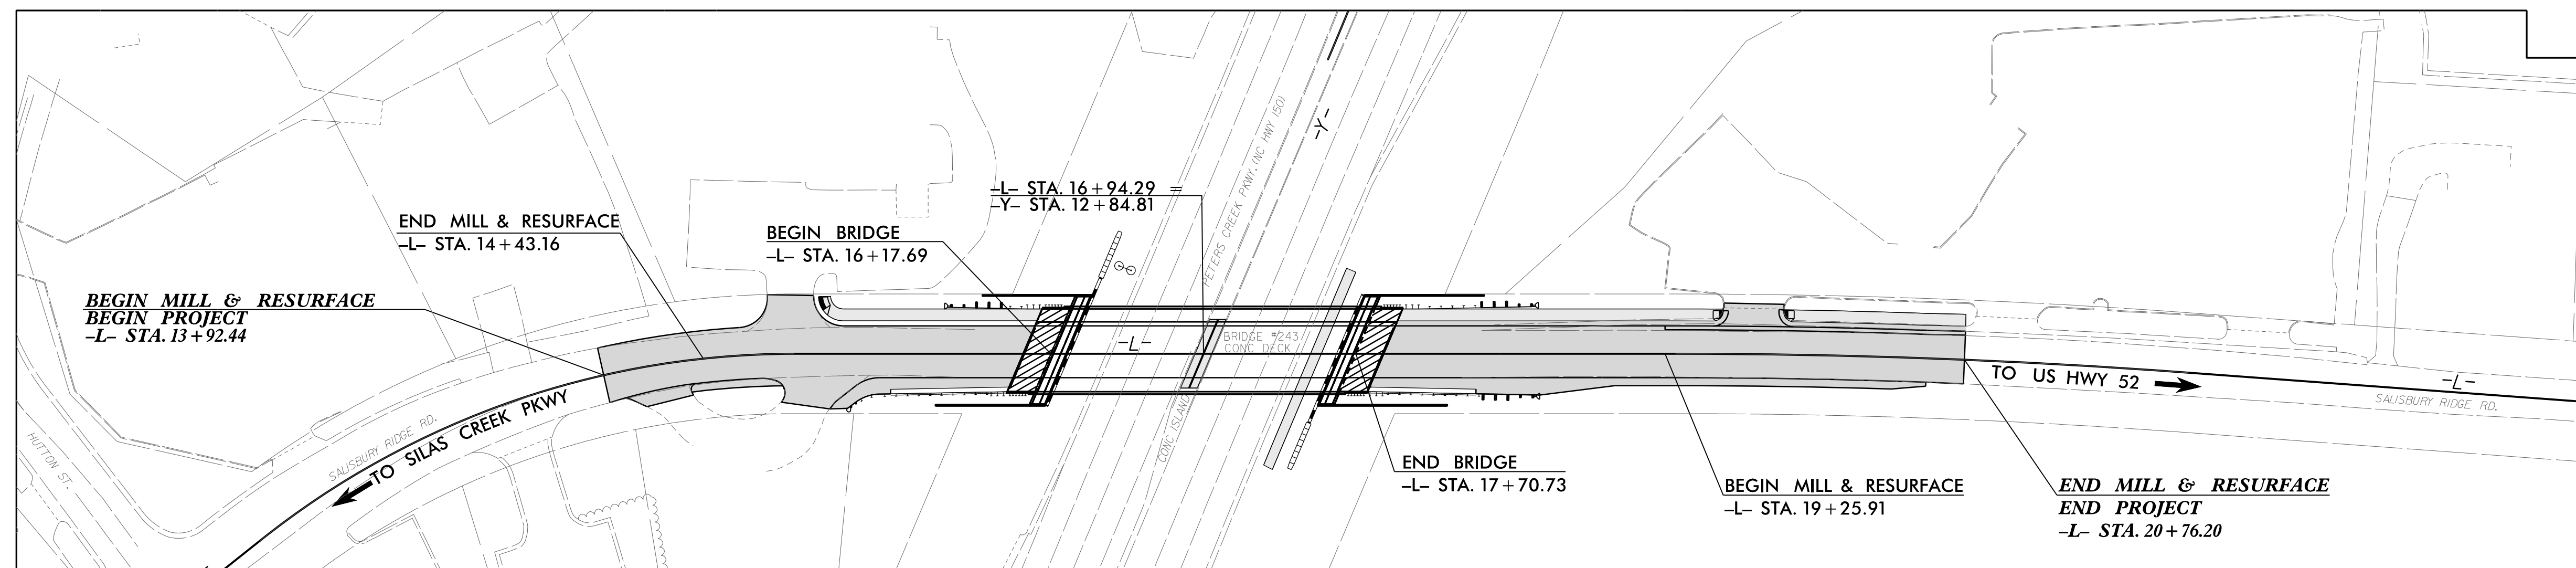 –L– STA. 16+94.29 =
–Y– STA. 12+84.81
END MILL & RESURFACE
–L– STA. 14+43.16
BEGIN BRIDGE
–L– STA. 16+17.69
BEGIN MILL & RESURFACE
BEGIN PROJECT
–L– STA. 13+92.44
PETERS CREEK PKWY. (NC HWY 150)
–Y–
–L–
BRIDGE #243
CONC DECK
CONC ISLAND
SALISBURY RIDGE RD.
TO SILAS CREEK PKWY
HUTTON ST.
TO US HWY 52
–L–
SALISBURY RIDGE RD.
END BRIDGE
–L– STA. 17+70.73
BEGIN MILL & RESURFACE
–L– STA. 19+25.91
END MILL & RESURFACE
END PROJECT
–L– STA. 20+76.20